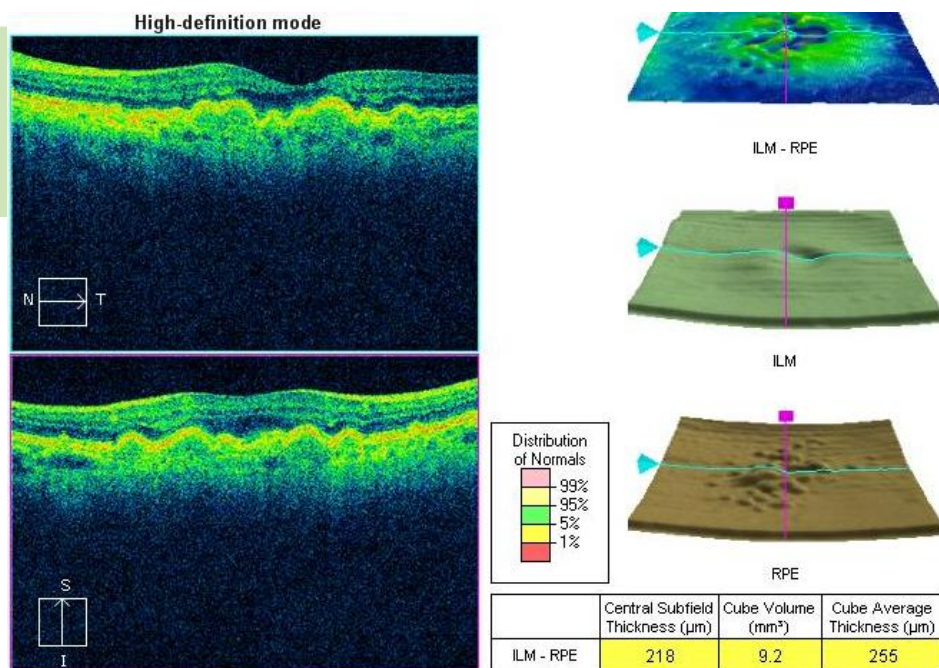 High-definition mode
N T
S
I
ILM - RPE
ILM
RPE
Distribution
of Normals
99%
95%
5%
1%
Central Subfield
Thickness (µm)
Cube Volume
(mm³)
Cube Average
Thickness (µm)
ILM - RPE 218 9.2 255